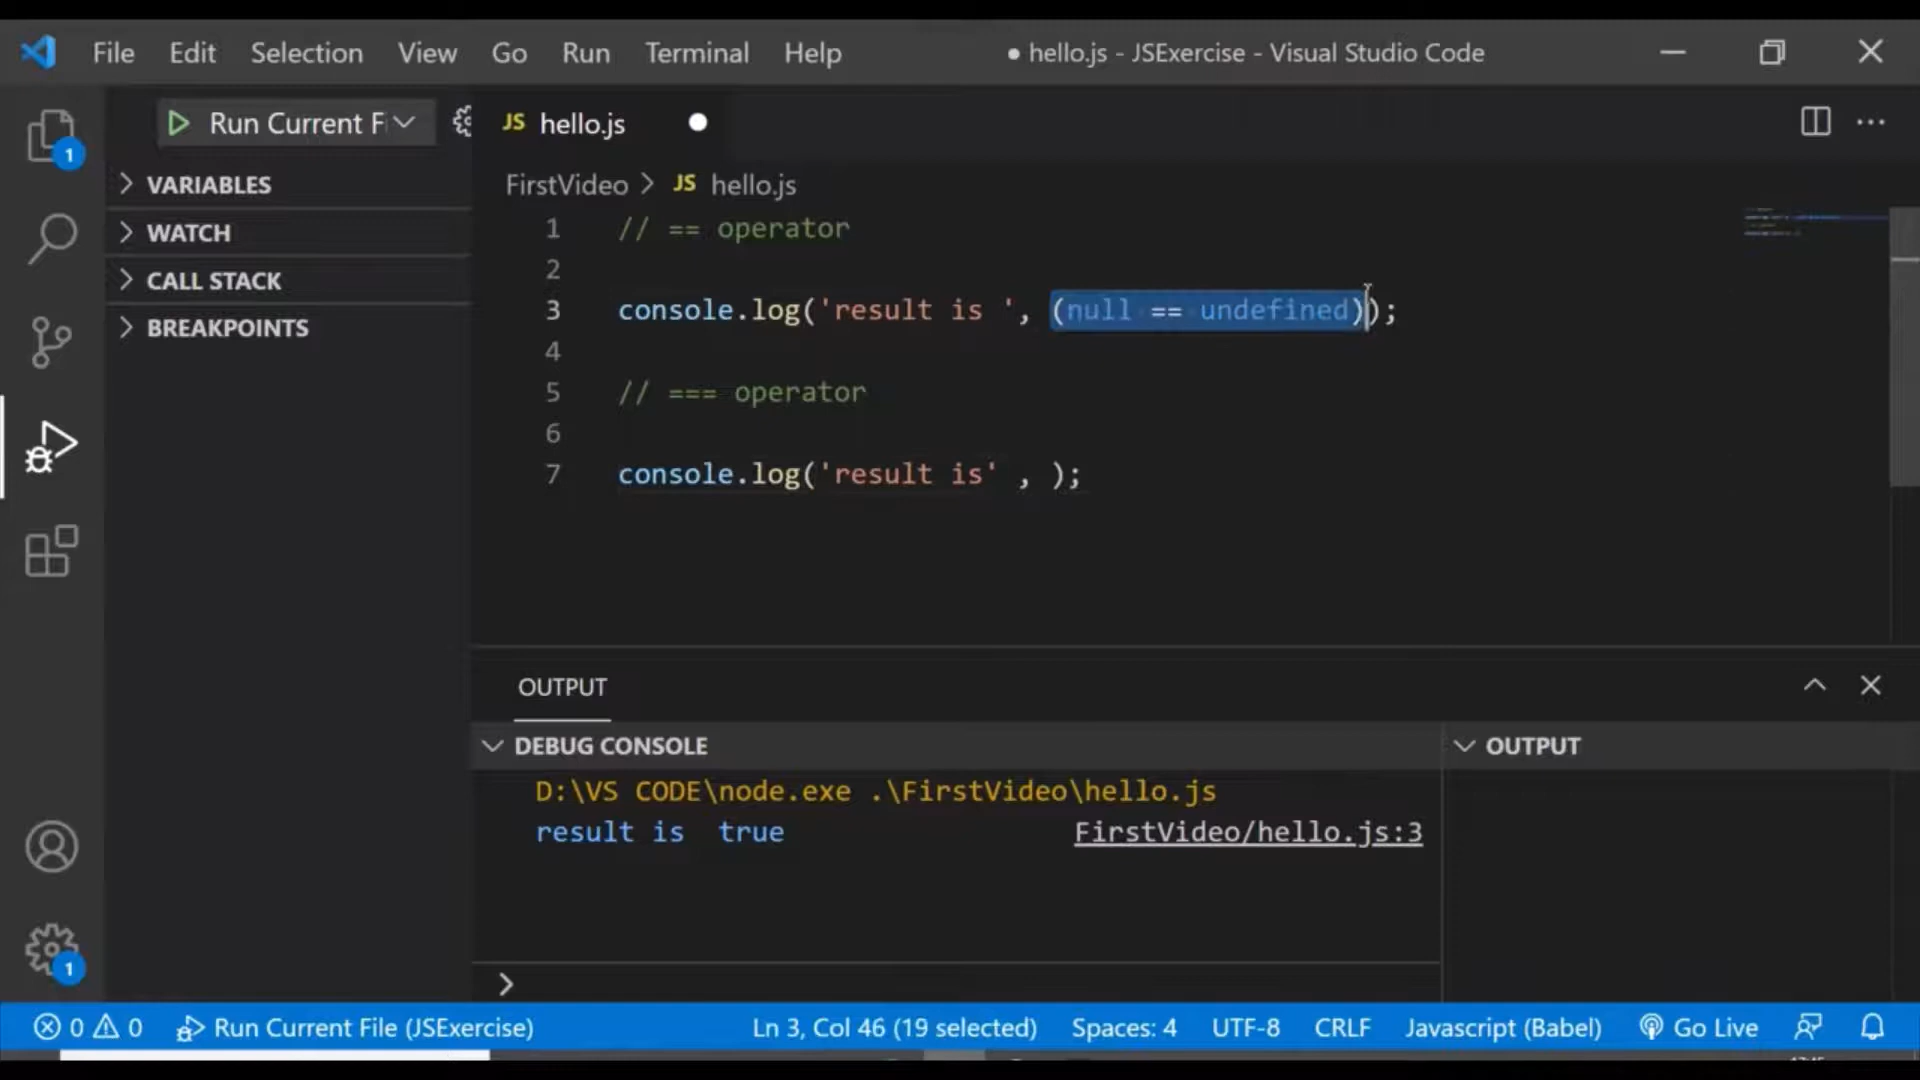 File Edit Selection View Go Run Terminal Help ● hello.js - JSExercise - Visual Studio Code
Run Current Fi
JS hello.js
FirstVideo > JS hello.js
1
VARIABLES
WATCH
CALL STACK
BREAKPOINTS
1 // == operator
2
3 console.log('result is ', (null == undefined));
4
5 // === operator
6
7 console.log('result is' , );
OUTPUT
DEBUG CONSOLE
OUTPUT
D:\VS CODE\node.exe .\FirstVideo\hello.js
result is  true FirstVideo/hello.js:3
>
1
0 0 Run Current File (JSExercise) Ln 3, Col 46 (19 selected) Spaces: 4 UTF-8 CRLF Javascript (Babel) Go Live